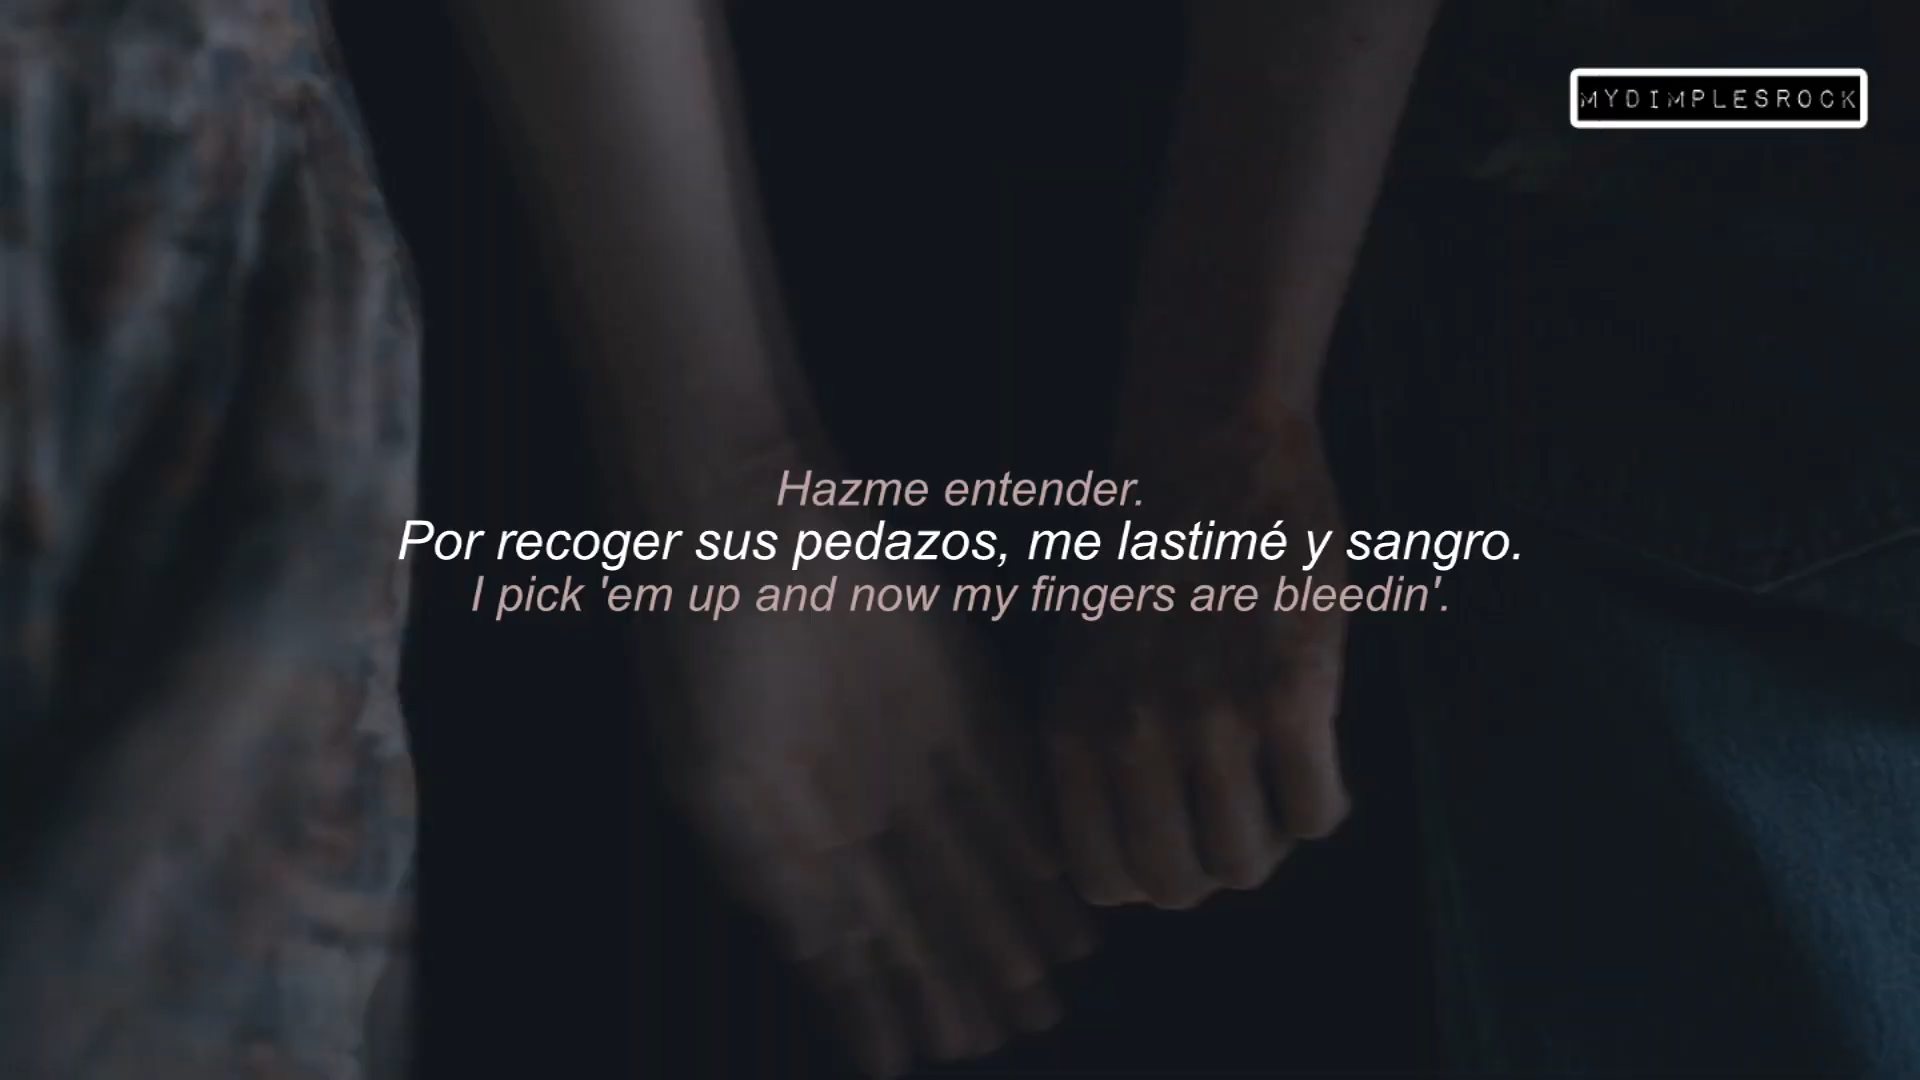 MYDIMPLESROCK
Hazme entender.
Por recoger sus pedazos, me lastimé y sangro.
I pick 'em up and now my fingers are bleedin'.